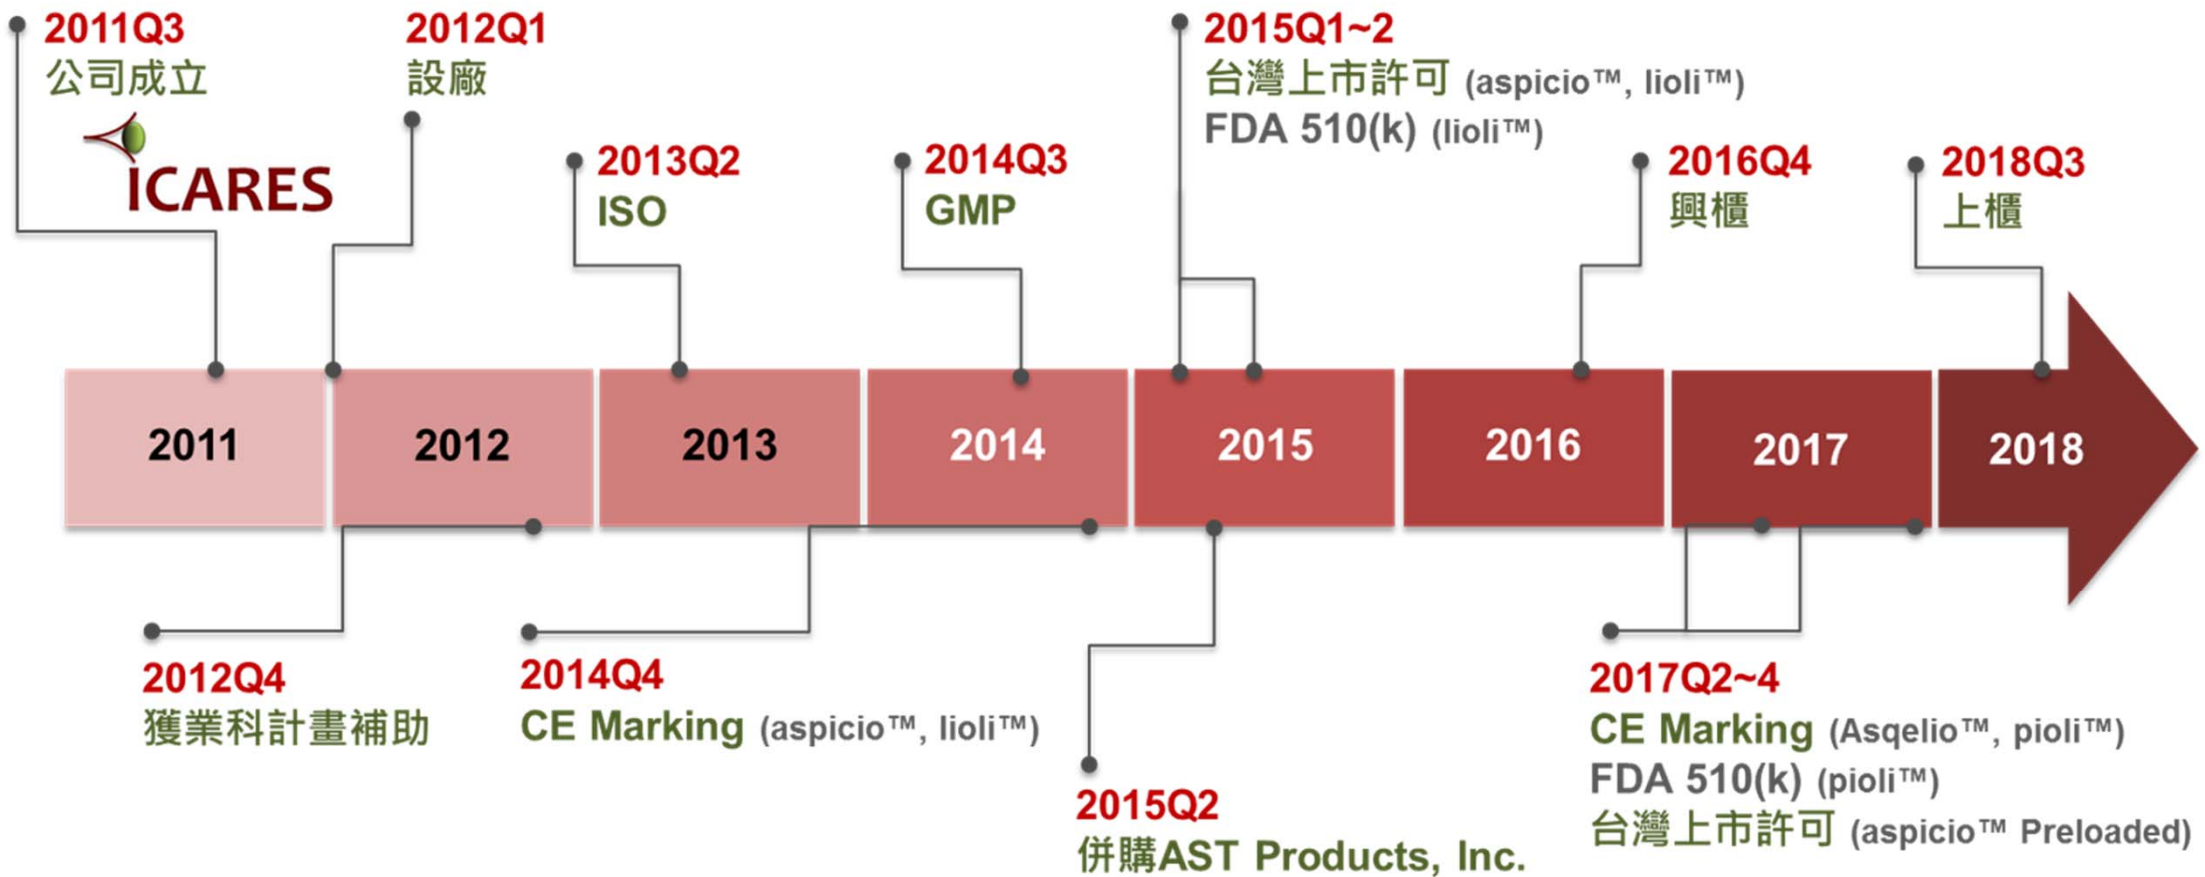 2011Q3
公司成立
ICARES
2012Q1
設廠
2013Q2
ISO
2014Q3
GMP
2015Q1~2
台灣上市許可 (aspicio™, lioli™)
FDA 510(k) (lioli™)
2016Q4
興櫃
2018Q3
上櫃
2011
2012
2013
2014
2015
2016
2017
2018
2012Q4
獲業科計畫補助
2014Q4
CE Marking (aspicio™, lioli™)
2015Q2
併購AST Products, Inc.
2017Q2~4
CE Marking (Asqelio™, pioli™)
FDA 510(k) (pioli™)
台灣上市許可 (aspicio™ Preloaded)